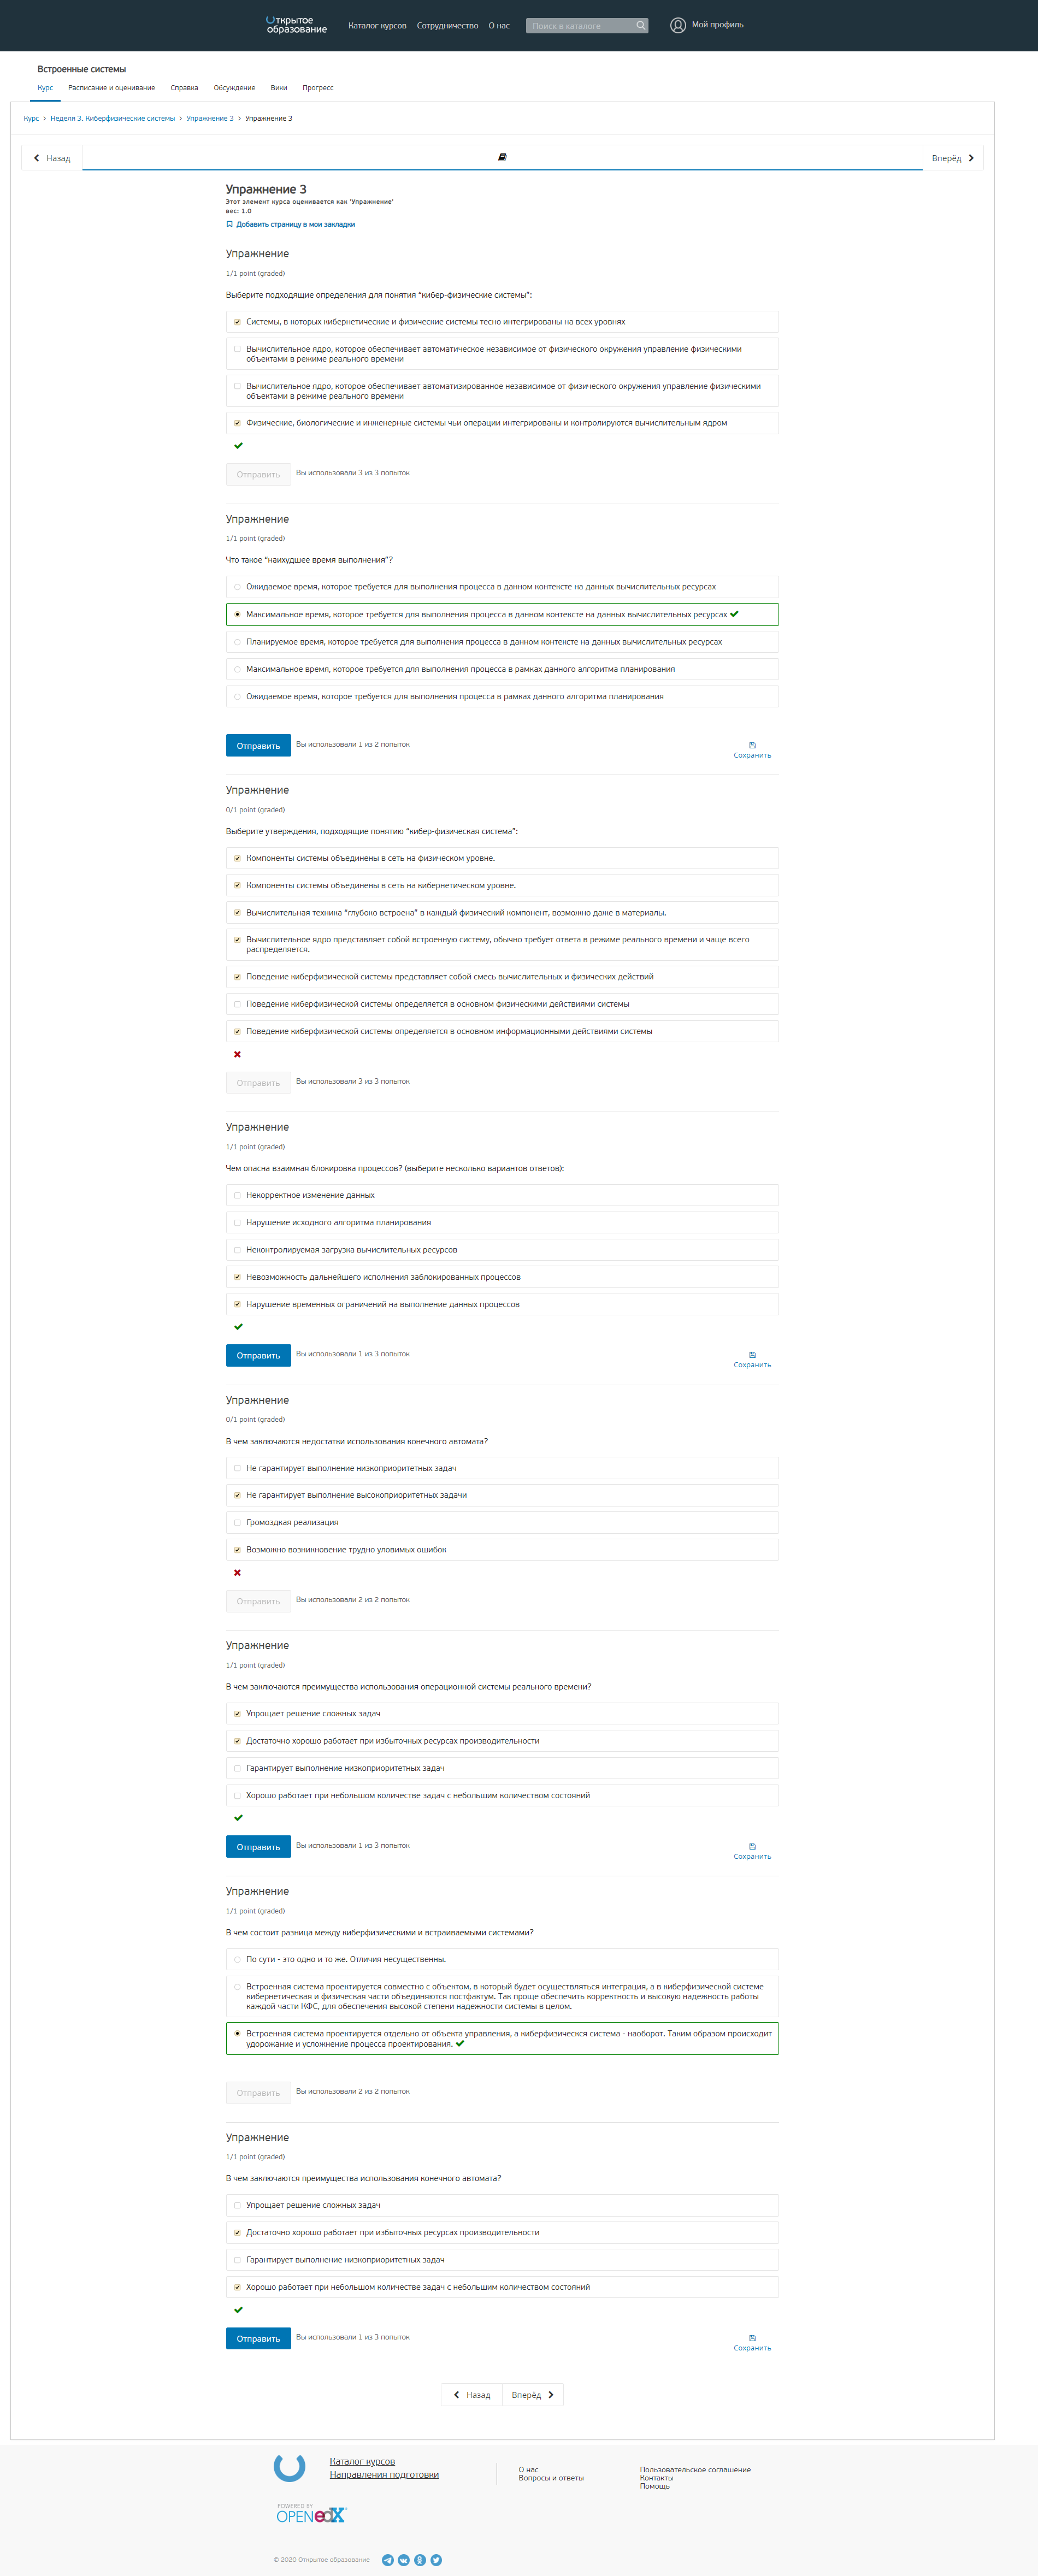 ткрытое
образование
Каталог курсов
Сотрудничество
О нас
Поиск в каталоге
Мой профиль
Встроенные системы
Курс
Расписание и оценивание
Справка
Обсуждение
Вики
Прогресс
Курс > Неделя 3. Киберфизические системы > Упражнение 3 > Упражнение 3
Назад
Вперёд
Упражнение 3
Этот элемент курса оценивается как 'Упражнение'
вес: 1.0
Добавить страницу в мои закладки
Упражнение
1/1 point (graded)
Выберите подходящие определения для понятия “кибер-физические системы”:
Системы, в которых кибернетические и физические системы тесно интегрированы на всех уровнях
Вычислительное ядро, которое обеспечивает автоматическое независимое от физического окружения управление физическими
объектами в режиме реального времени
Вычислительное ядро, которое обеспечивает автоматизированное независимое от физического окружения управление физическими
объектами в режиме реального времени
Физические, биологические и инженерные системы чьи операции интегрированы и контролируются вычислительным ядром
Отправить
Вы использовали 3 из 3 попыток
Упражнение
1/1 point (graded)
Что такое “наихудшее время выполнения”?
Ожидаемое время, которое требуется для выполнения процесса в данном контексте на данных вычислительных ресурсах
Максимальное время, которое требуется для выполнения процесса в данном контексте на данных вычислительных ресурсах
Планируемое время, которое требуется для выполнения процесса в данном контексте на данных вычислительных ресурсах
Максимальное время, которое требуется для выполнения процесса в рамках данного алгоритма планирования
Ожидаемое время, которое требуется для выполнения процесса в рамках данного алгоритма планирования
Отправить
Вы использовали 1 из 2 попыток
Сохранить
Упражнение
0/1 point (graded)
Выберите утверждения, подходящие понятию “кибер-физическая система”:
Компоненты системы объединены в сеть на физическом уровне.
Компоненты системы объединены в сеть на кибернетическом уровне.
Вычислительная техника “глубоко встроена” в каждый физический компонент, возможно даже в материалы.
Вычислительное ядро представляет собой встроенную систему, обычно требует ответа в режиме реального времени и чаще всего
распределяется.
Поведение киберфизической системы представляет собой смесь вычислительных и физических действий
Поведение киберфизической системы определяется в основном физическими действиями системы
Поведение киберфизической системы определяется в основном информационными действиями системы
Отправить
Вы использовали 3 из 3 попыток
Упражнение
1/1 point (graded)
Чем опасна взаимная блокировка процессов? (выберите несколько вариантов ответов):
Некорректное изменение данных
Нарушение исходного алгоритма планирования
Неконтролируемая загрузка вычислительных ресурсов
Невозможность дальнейшего исполнения заблокированных процессов
Нарушение временных ограничений на выполнение данных процессов
Отправить
Вы использовали 1 из 3 попыток
Сохранить
Упражнение
0/1 point (graded)
В чем заключаются недостатки использования конечного автомата?
Не гарантирует выполнение низкоприоритетных задач
Не гарантирует выполнение высокоприоритетных задачи
Громоздкая реализация
Возможно возникновение трудно уловимых ошибок
Отправить
Вы использовали 2 из 2 попыток
Упражнение
1/1 point (graded)
В чем заключаются преимущества использования операционной системы реального времени?
Упрощает решение сложных задач
Достаточно хорошо работает при избыточных ресурсах производительности
Гарантирует выполнение низкоприоритетных задач
Хорошо работает при небольшом количестве задач с небольшим количеством состояний
Отправить
Вы использовали 1 из 3 попыток
Сохранить
Упражнение
1/1 point (graded)
В чем состоит разница между киберфизическими и встраиваемыми системами?
По сути - это одно и то же. Отличия несущественны.
Встроенная система проектируется совместно с объектом, в который будет осуществляться интеграция, а в киберфизической системе
кибернетическая и физическая части объединяются постфактум. Так проще обеспечить корректность и высокую надежность работы
каждой части КФС, для обеспечения высокой степени надежности системы в целом.
Встроенная система проектируется отдельно от объекта управления, а киберфизическся система - наоборот. Таким образом происходит
удорожание и усложнение процесса проектирования.
Отправить
Вы использовали 2 из 2 попыток
Упражнение
1/1 point (graded)
В чем заключаются преимущества использования конечного автомата?
Упрощает решение сложных задач
Достаточно хорошо работает при избыточных ресурсах производительности
Гарантирует выполнение низкоприоритетных задач
Хорошо работает при небольшом количестве задач с небольшим количеством состояний
Отправить
Вы использовали 1 из 3 попыток
Сохранить
Назад
Вперёд
Каталог курсов
Направления подготовки
О нас
Вопросы и ответы
Пользовательское соглашение
Контакты
Помощь
POWERED BY
OPEN edX
© 2020 Открытое образование